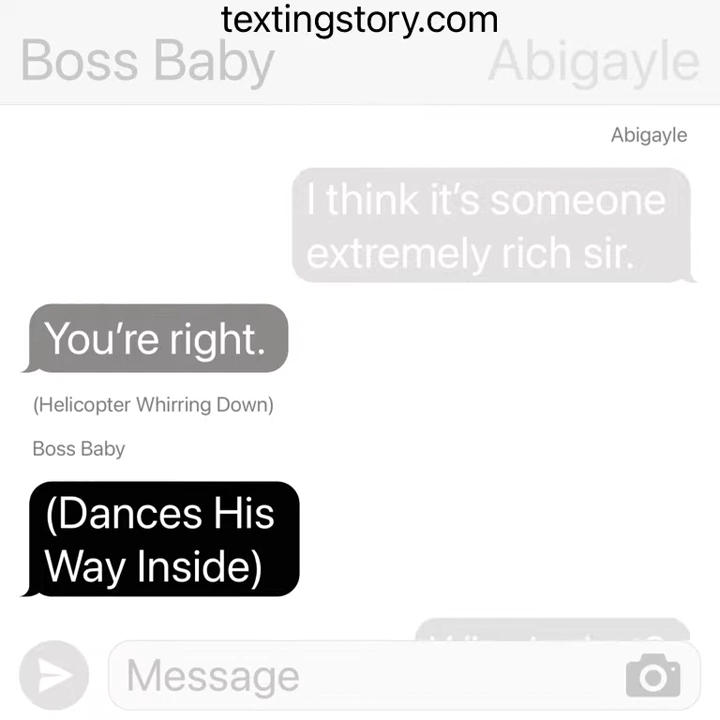 textingstory.com
Boss Baby
Abigayle
Abigayle
I think it's someone
extremely rich sir.
You're right.
(Helicopter Whirring Down)
Boss Baby
(Dances His
Way Inside)
Message